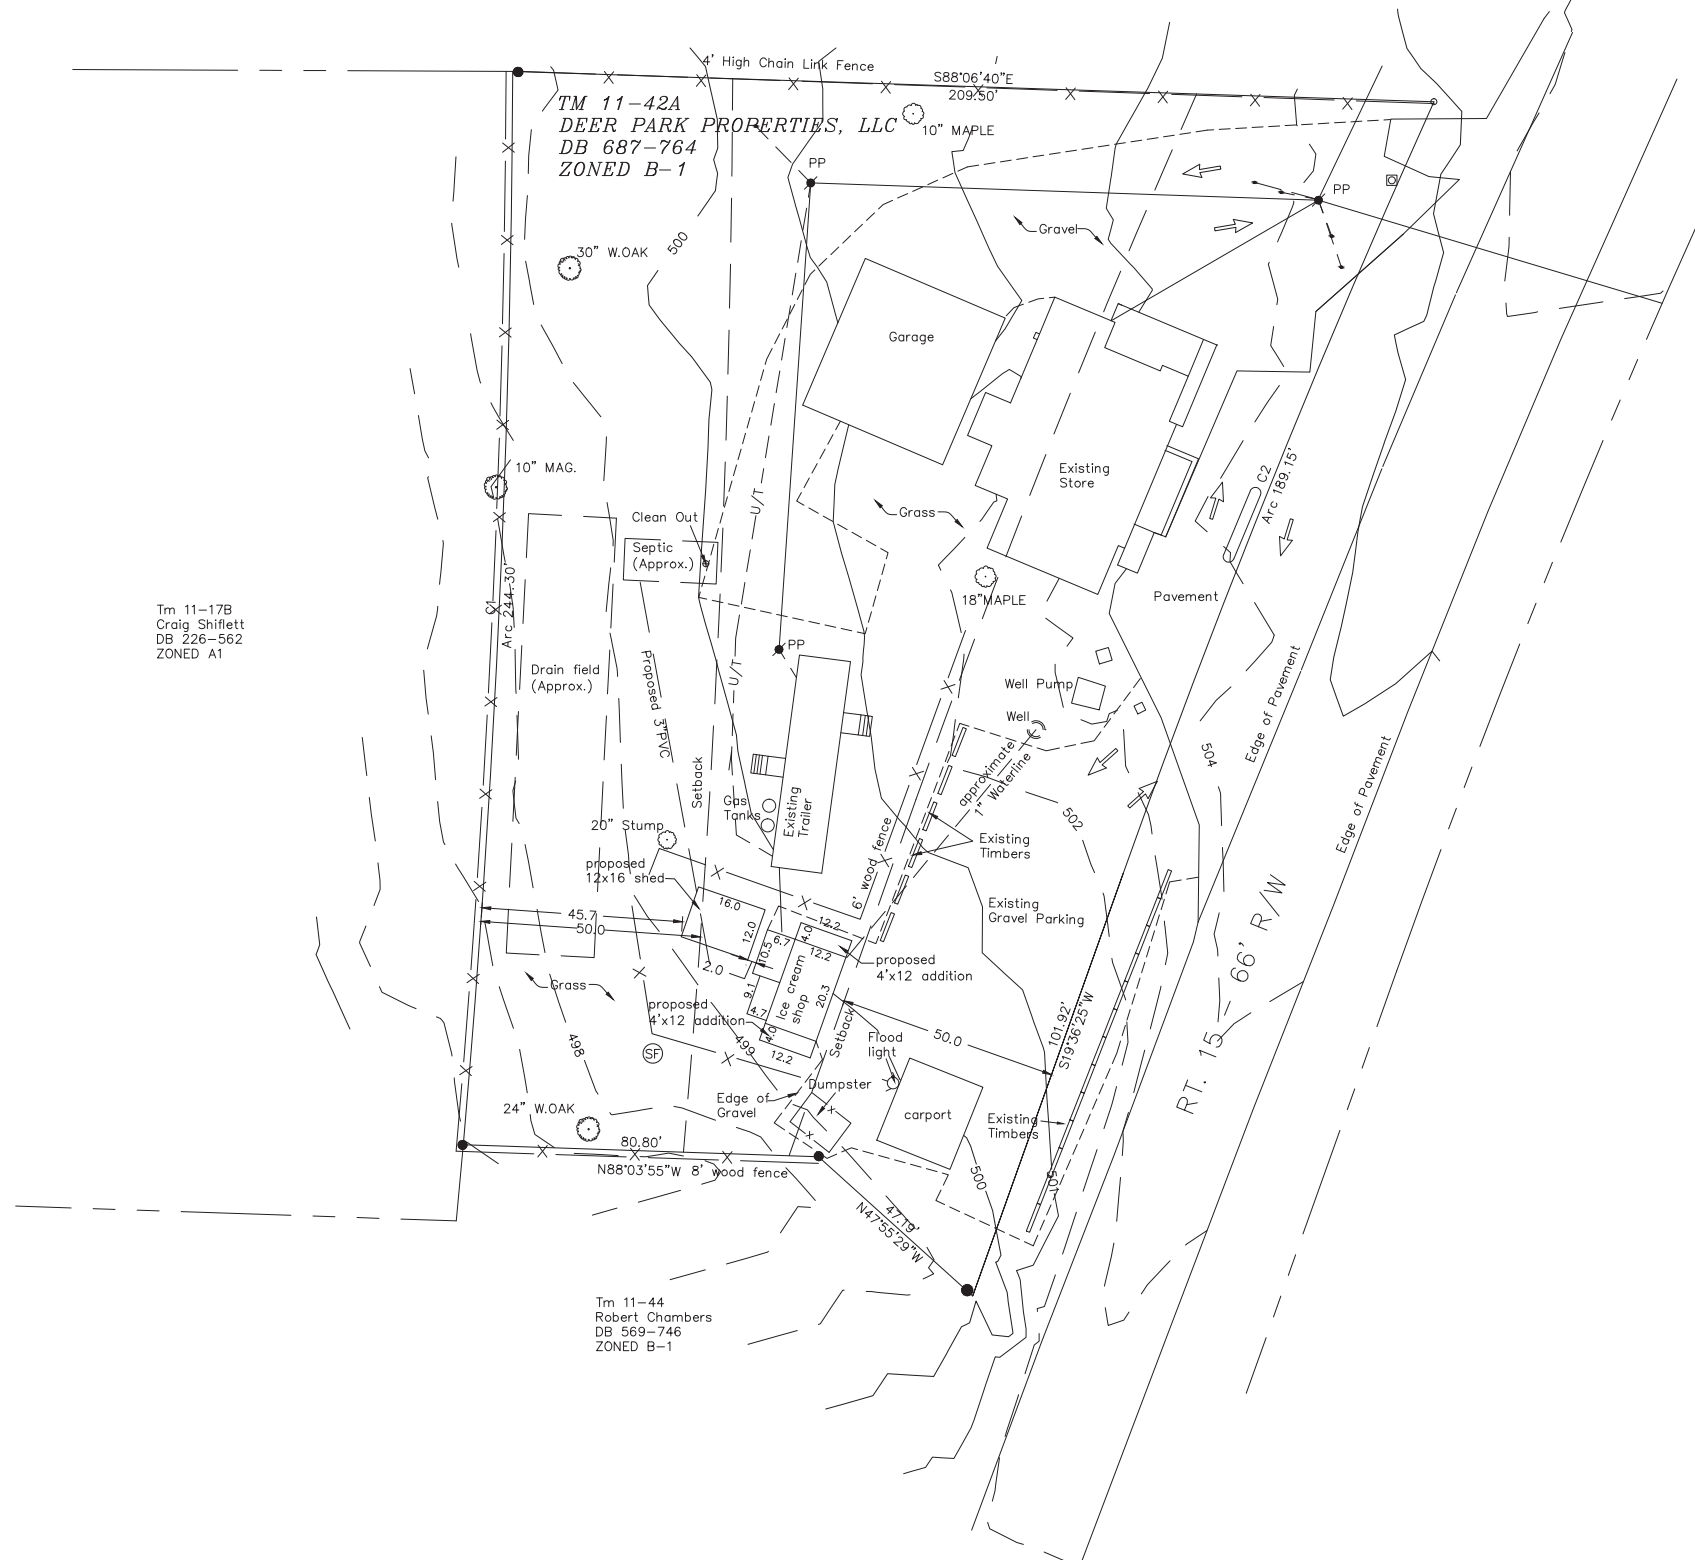 4' High Chain Link Fence
S88°06'40"E
209.50'
TM 11-42A
DEER PARK PROPERTIES, LLC
DB 687-764
ZONED B-1
10" MAPLE
PP
PP
Gravel
30" W.OAK
500
Garage
10" MAG.
Existing
Store
C2
Arc 189.15'
Grass
U/T
Clean Out
Septic
(Approx.)
C1
Arc 244.30'
18"MAPLE
Pavement
Tm 11-17B
Craig Shiflett
DB 226-562
ZONED A1
PP
Drain field
(Approx.)
Proposed 3"PVC
U/T
Well Pump
Well
Edge of Pavement
504
Setback
approximate
1" Waterline
Edge of Pavement
Gas
Tanks
Existing
Trailer
502
20" Stump
6' wood fence
Existing
Timbers
proposed
12x16 shed
16.0
45.7
50.0
12.0
12.2
4.0
6.7
10.5
12.2
Existing
Gravel Parking
RT. 15 - 66' R/W
2.0
proposed
4'x12 addition
Grass
9.1
Ice cream
shop
20.3
4.7
proposed
4'x12 addition
4.0
12.2
Setback
50.0
101.92'
S19°36'25"W
498
499
SF
Flood
light
Dumpster
Edge of
Gravel
24" W.OAK
carport
Existing
Timbers
80.80'
N88°03'55"W 8' wood fence
500
501
47.19'
N47°55'29"W
Tm 11-44
Robert Chambers
DB 569-746
ZONED B-1